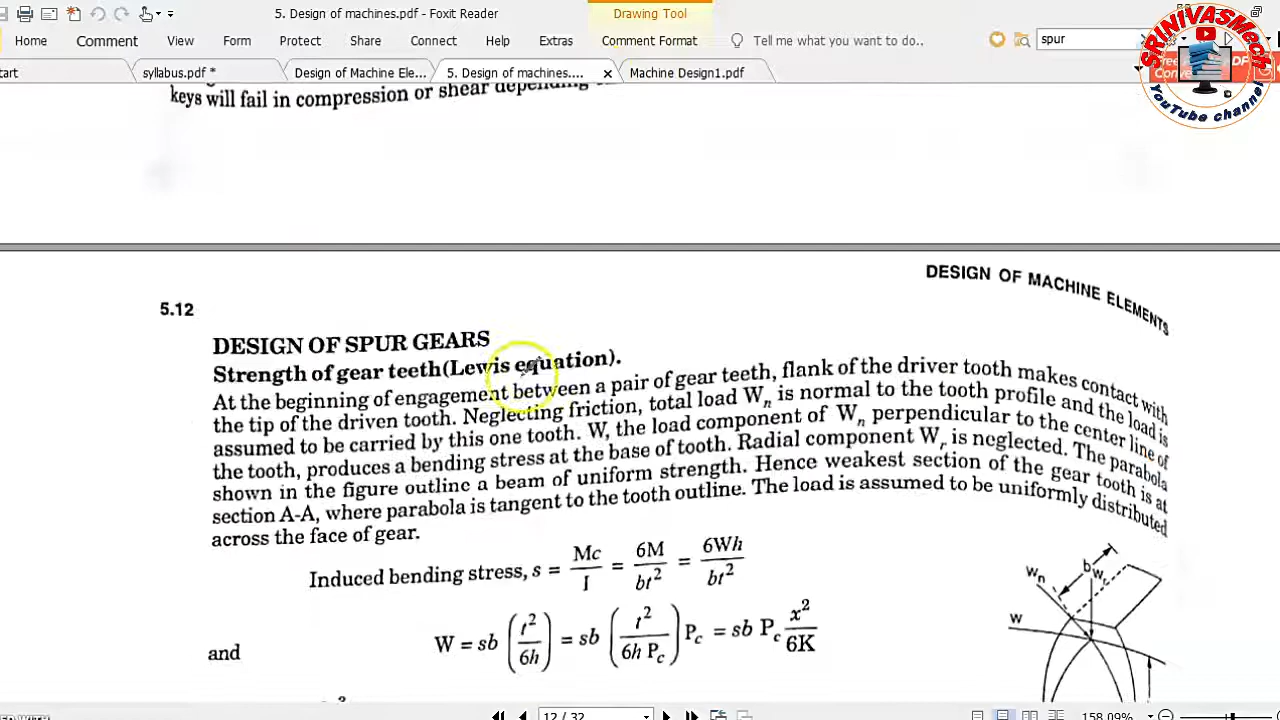 5. Design of machines.pdf - Foxit Reader
Drawing Tool
Home Comment View Form Protect Share Connect Help Extras Comment Format Tell me what you want to do.. spur
tart syllabus.pdf * Design of Machine Ele... 5. Design of machines.... × Machine Design1.pdf
SRINIVASMech
YouTube channel
keys will fail in compression or shear depending
DESIGN OF MACHINE ELEMENTS
5.12
DESIGN OF SPUR GEARS
Strength of gear teeth(Lewis equation).
At the beginning of engagement between a pair of gear teeth, flank of the driver tooth makes contact with
the tip of the driven tooth. Neglecting friction, total load Wn is normal to the tooth profile and the load is
assumed to be carried by this one tooth. W, the load component of Wn perpendicular to the center line of
the tooth, produces a bending stress at the base of tooth. Radial component Wr is neglected. The parabola
shown in the figure outline a beam of uniform strength. Hence weakest section of the gear tooth is at
section A-A, where parabola is tangent to the tooth outline. The load is assumed to be uniformly distributed
across the face of gear.
Induced bending stress, s = Mc/I = 6M/bt² = 6Wh/bt²
and W = sb (t²/6h) = sb (t²/6h Pc) Pc = sb Pc x²/6K
Wn b Wr
W
12 / 32 158.09%